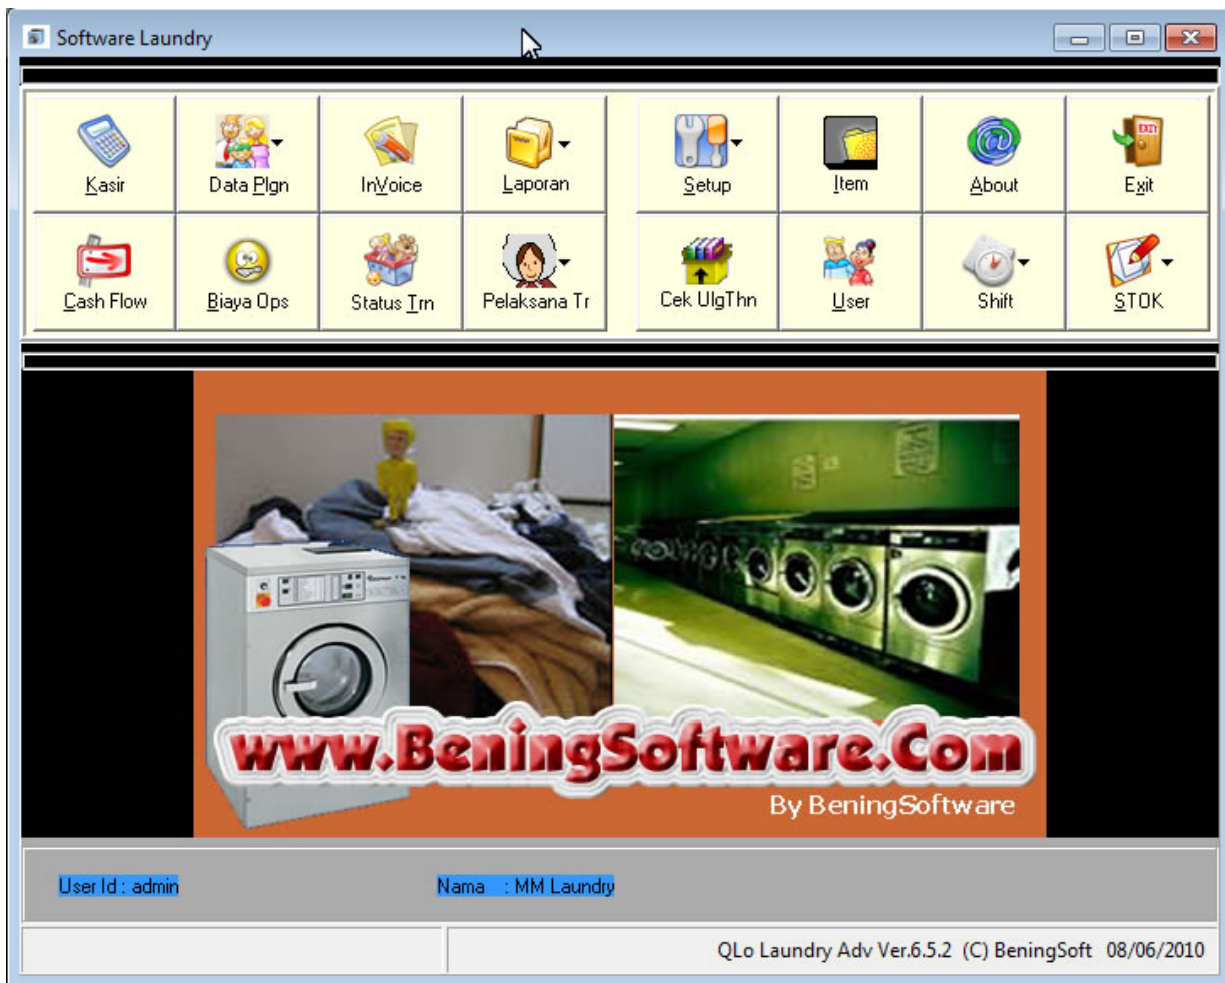 Software Laundry
Kasir Data Plgn InVoice Laporan Setup Item About Exit
EXIT
Cash Flow Biaya Ops Status Trn Pelaksana Tr Cek UlgThn User Shift STOK
www.BeningSoftware.Com
By BeningSoftware
User Id : admin Nama : MM Laundry
QLo Laundry Adv Ver.6.5.2 (C) BeningSoft 08/06/2010